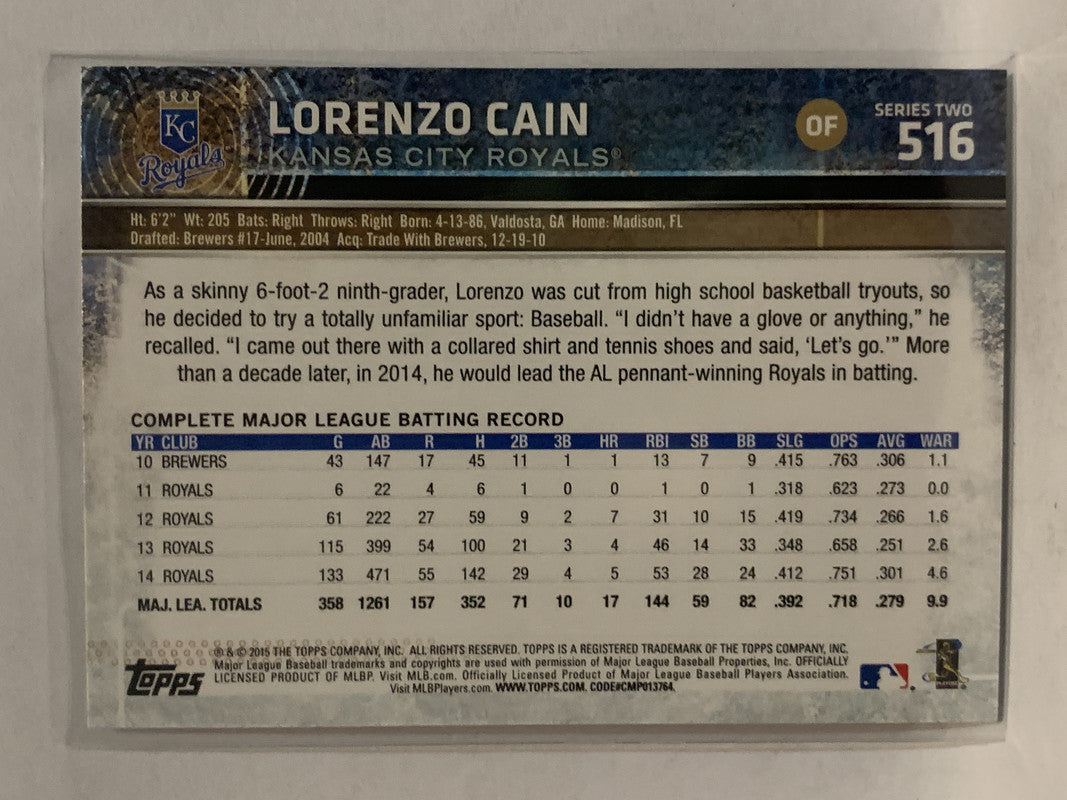 KC
Royals
LORENZO CAIN
KANSAS CITY ROYALS®
OF
SERIES TWO
516
Ht: 6'2" Wt: 205 Bats: Right Throws: Right Born: 4-13-86, Valdosta, GA Home: Madison, FL
Drafted: Brewers #17-June, 2004 Acq: Trade With Brewers, 12-19-10
As a skinny 6-foot-2 ninth-grader, Lorenzo was cut from high school basketball tryouts, so
he decided to try a totally unfamiliar sport: Baseball. “I didn’t have a glove or anything,” he
recalled. “I came out there with a collared shirt and tennis shoes and said, ‘Let’s go.’” More
than a decade later, in 2014, he would lead the AL pennant-winning Royals in batting.
COMPLETE MAJOR LEAGUE BATTING RECORD
YR CLUB G AB R H 2B 3B HR RBI SB BB SLG OPS AVG WAR
10 BREWERS 43 147 17 45 11 1 1 13 7 9 .415 .763 .306 1.1
11 ROYALS 6 22 4 6 1 0 0 1 0 1 .318 .623 .273 0.0
12 ROYALS 61 222 27 59 9 2 7 31 10 15 .419 .734 .266 1.6
13 ROYALS 115 399 54 100 21 3 4 46 14 33 .348 .658 .251 2.6
14 ROYALS 133 471 55 142 29 4 5 53 28 24 .412 .751 .301 4.6
MAJ. LEA. TOTALS 358 1261 157 352 71 10 17 144 59 82 .392 .718 .279 9.9
Topps
® & © 2015 THE TOPPS COMPANY, INC. ALL RIGHTS RESERVED. TOPPS IS A REGISTERED TRADEMARK OF THE TOPPS COMPANY, INC.
Major League Baseball trademarks and copyrights are used with permission of Major League Baseball Properties, Inc. OFFICIALLY
LICENSED PRODUCT OF MLBP. Visit MLB.com. Officially Licensed Product of Major League Baseball Players Association.
Visit MLBPlayers.com. WWW.TOPPS.COM. CODE#CMP013764.